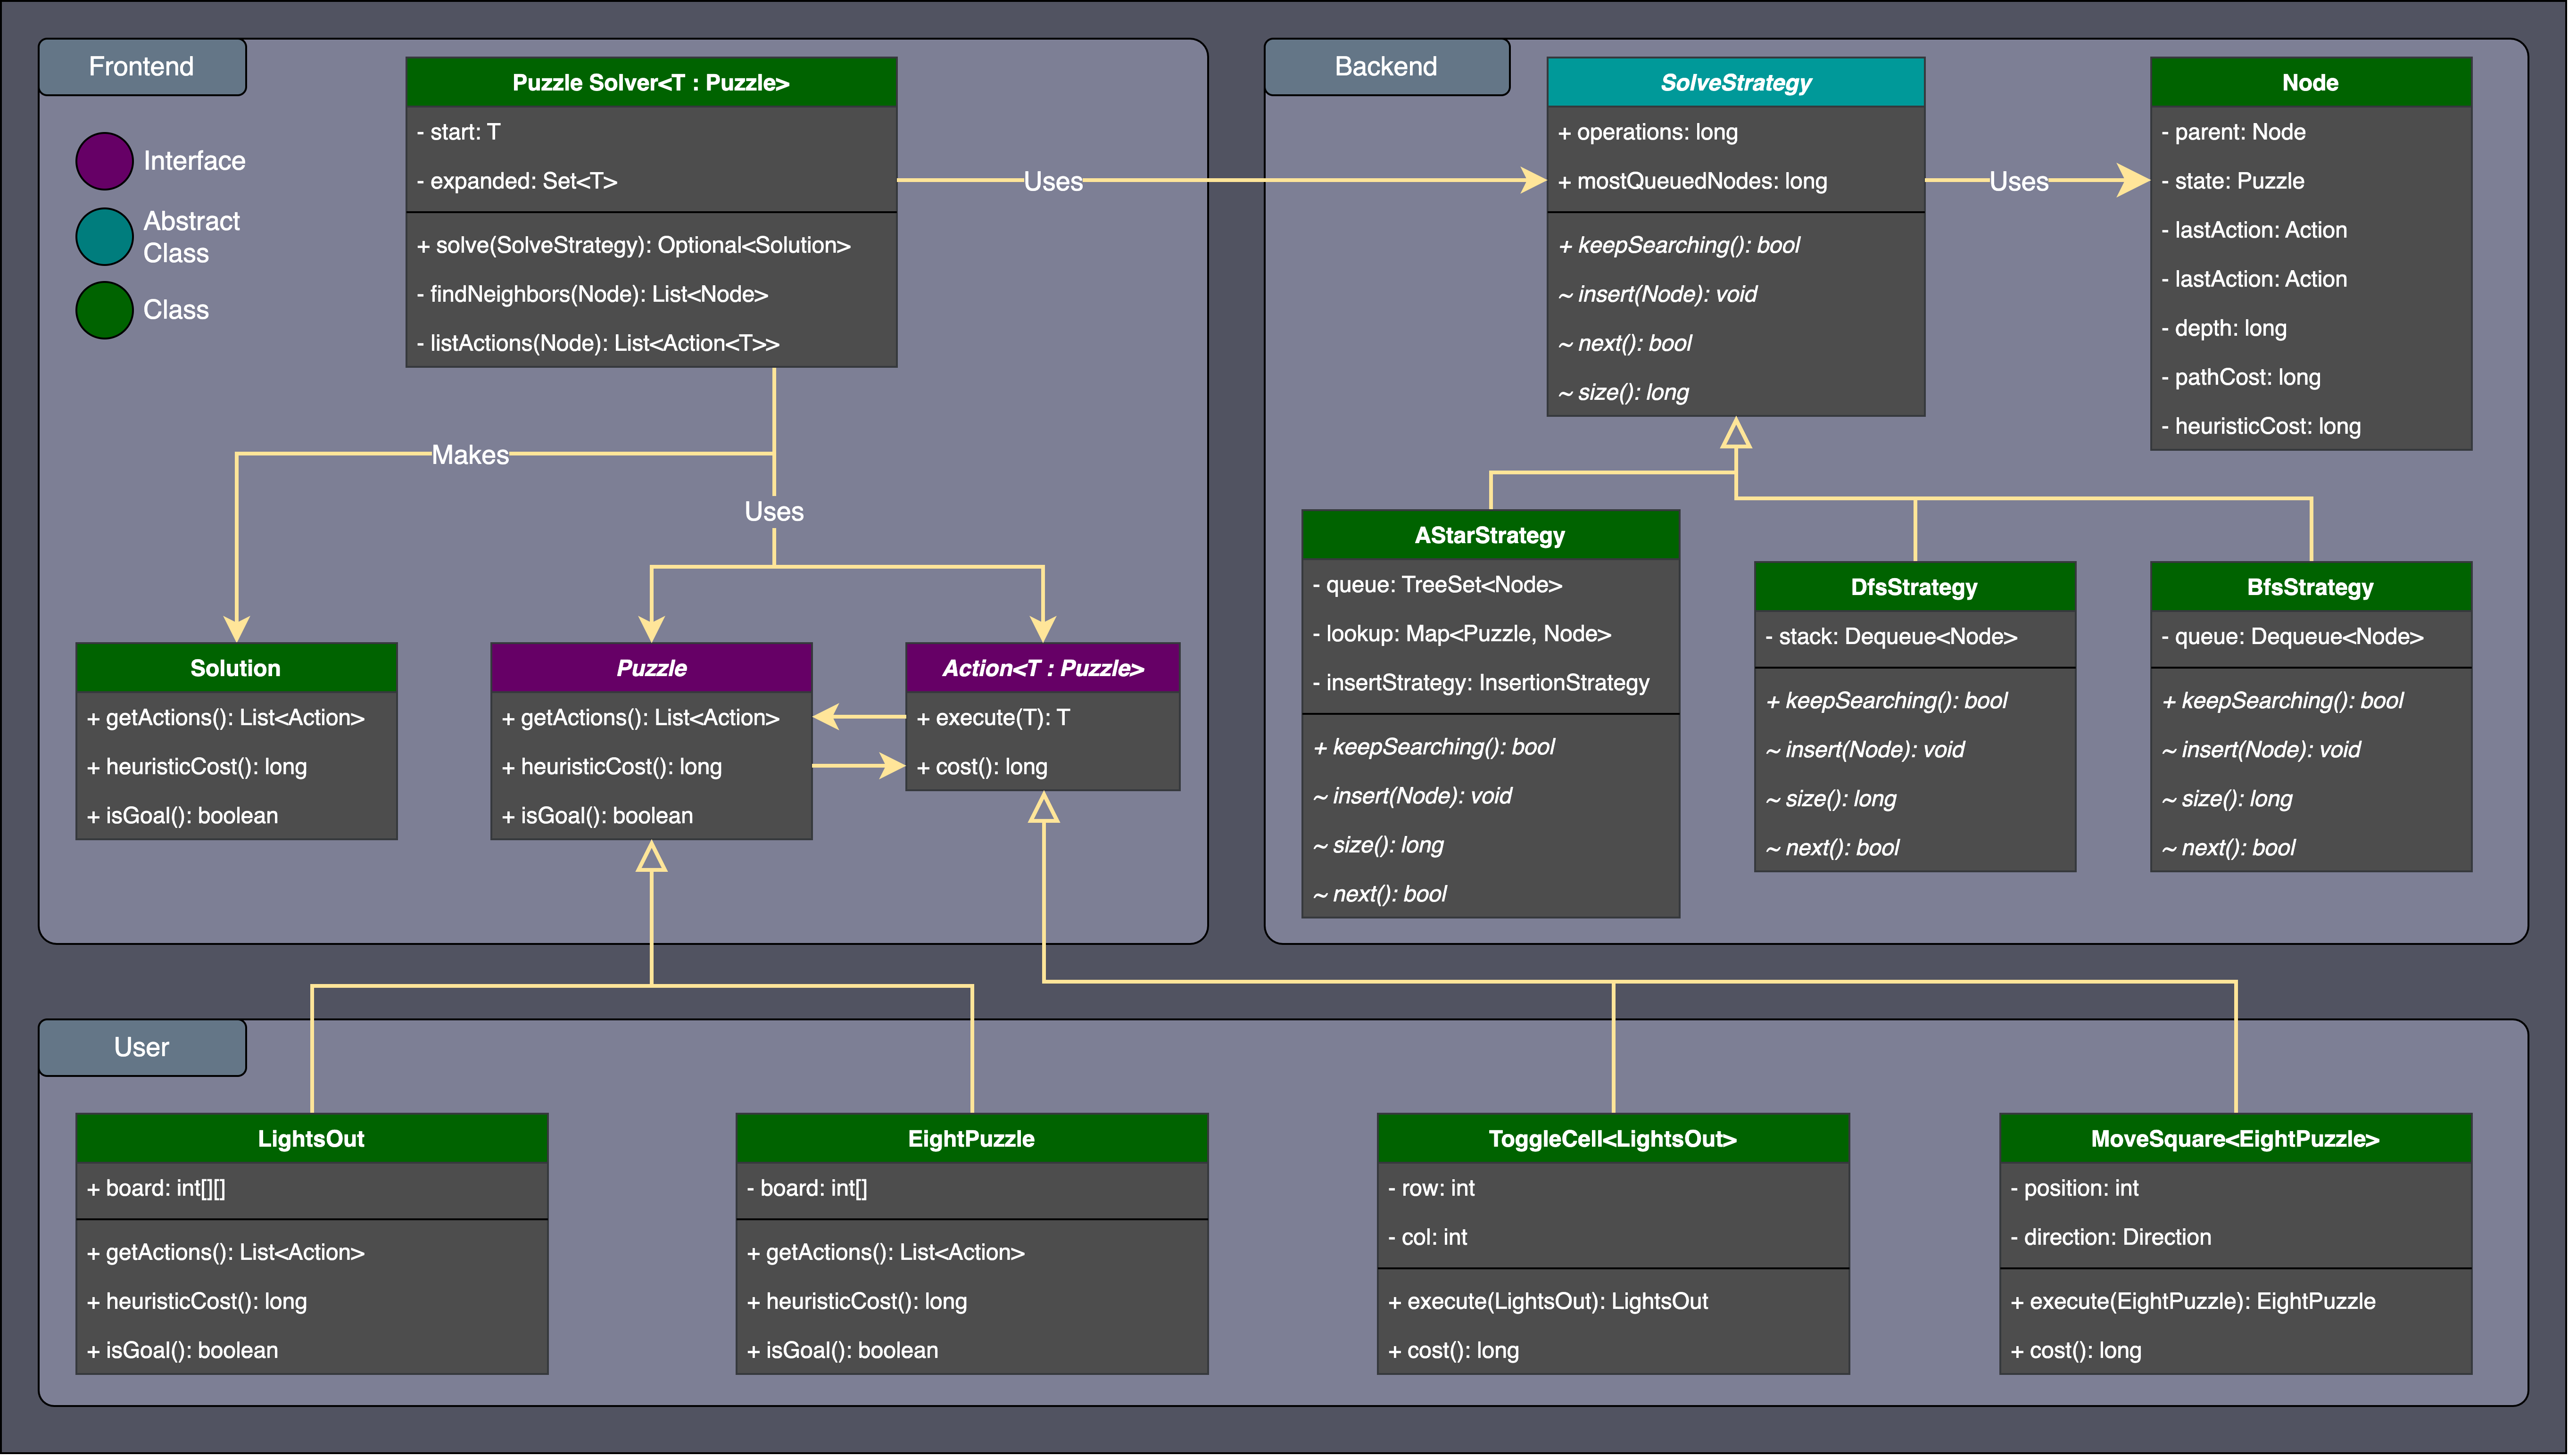 Frontend
Interface
Abstract
Class
Class
Puzzle Solver<T : Puzzle>
- start: T
- expanded: Set<T>
+ solve(SolveStrategy): Optional<Solution>
- findNeighbors(Node): List<Node>
- listActions(Node): List<Action<T>>
Makes
Uses
Uses
Solution
+ getActions(): List<Action>
+ heuristicCost(): long
+ isGoal(): boolean
Puzzle
+ getActions(): List<Action>
+ heuristicCost(): long
+ isGoal(): boolean
Action<T : Puzzle>
+ execute(T): T
+ cost(): long
Backend
SolveStrategy
+ operations: long
+ mostQueuedNodes: long
+ keepSearching(): bool
~ insert(Node): void
~ next(): bool
~ size(): long
Uses
Node
- parent: Node
- state: Puzzle
- lastAction: Action
- lastAction: Action
- depth: long
- pathCost: long
- heuristicCost: long
AStarStrategy
- queue: TreeSet<Node>
- lookup: Map<Puzzle, Node>
- insertStrategy: InsertionStrategy
+ keepSearching(): bool
~ insert(Node): void
~ size(): long
~ next(): bool
DfsStrategy
- stack: Dequeue<Node>
+ keepSearching(): bool
~ insert(Node): void
~ size(): long
~ next(): bool
BfsStrategy
- queue: Dequeue<Node>
+ keepSearching(): bool
~ insert(Node): void
~ size(): long
~ next(): bool
User
LightsOut
+ board: int[][]
+ getActions(): List<Action>
+ heuristicCost(): long
+ isGoal(): boolean
EightPuzzle
- board: int[]
+ getActions(): List<Action>
+ heuristicCost(): long
+ isGoal(): boolean
ToggleCell<LightsOut>
- row: int
- col: int
+ execute(LightsOut): LightsOut
+ cost(): long
MoveSquare<EightPuzzle>
- position: int
- direction: Direction
+ execute(EightPuzzle): EightPuzzle
+ cost(): long